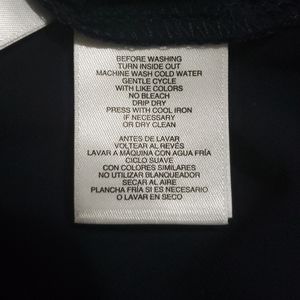 BEFORE WASHING
TURN INSIDE OUT
MACHINE WASH COLD WATER
GENTLE CYCLE
WITH LIKE COLORS
NO BLEACH
DRIP DRY
PRESS WITH COOL IRON
IF NECESSARY
OR DRY CLEAN
ANTES DE LAVAR
VOLTEAR AL REVÉS
LAVAR A MÁQUINA CON AGUA FRÍA
CICLO SUAVE
CON COLORES SIMILARES
NO UTILIZAR BLANQUEADOR
SECAR AL AIRE
PLANCHA FRÍA SI ES NECESARIO
O LAVAR EN SECO